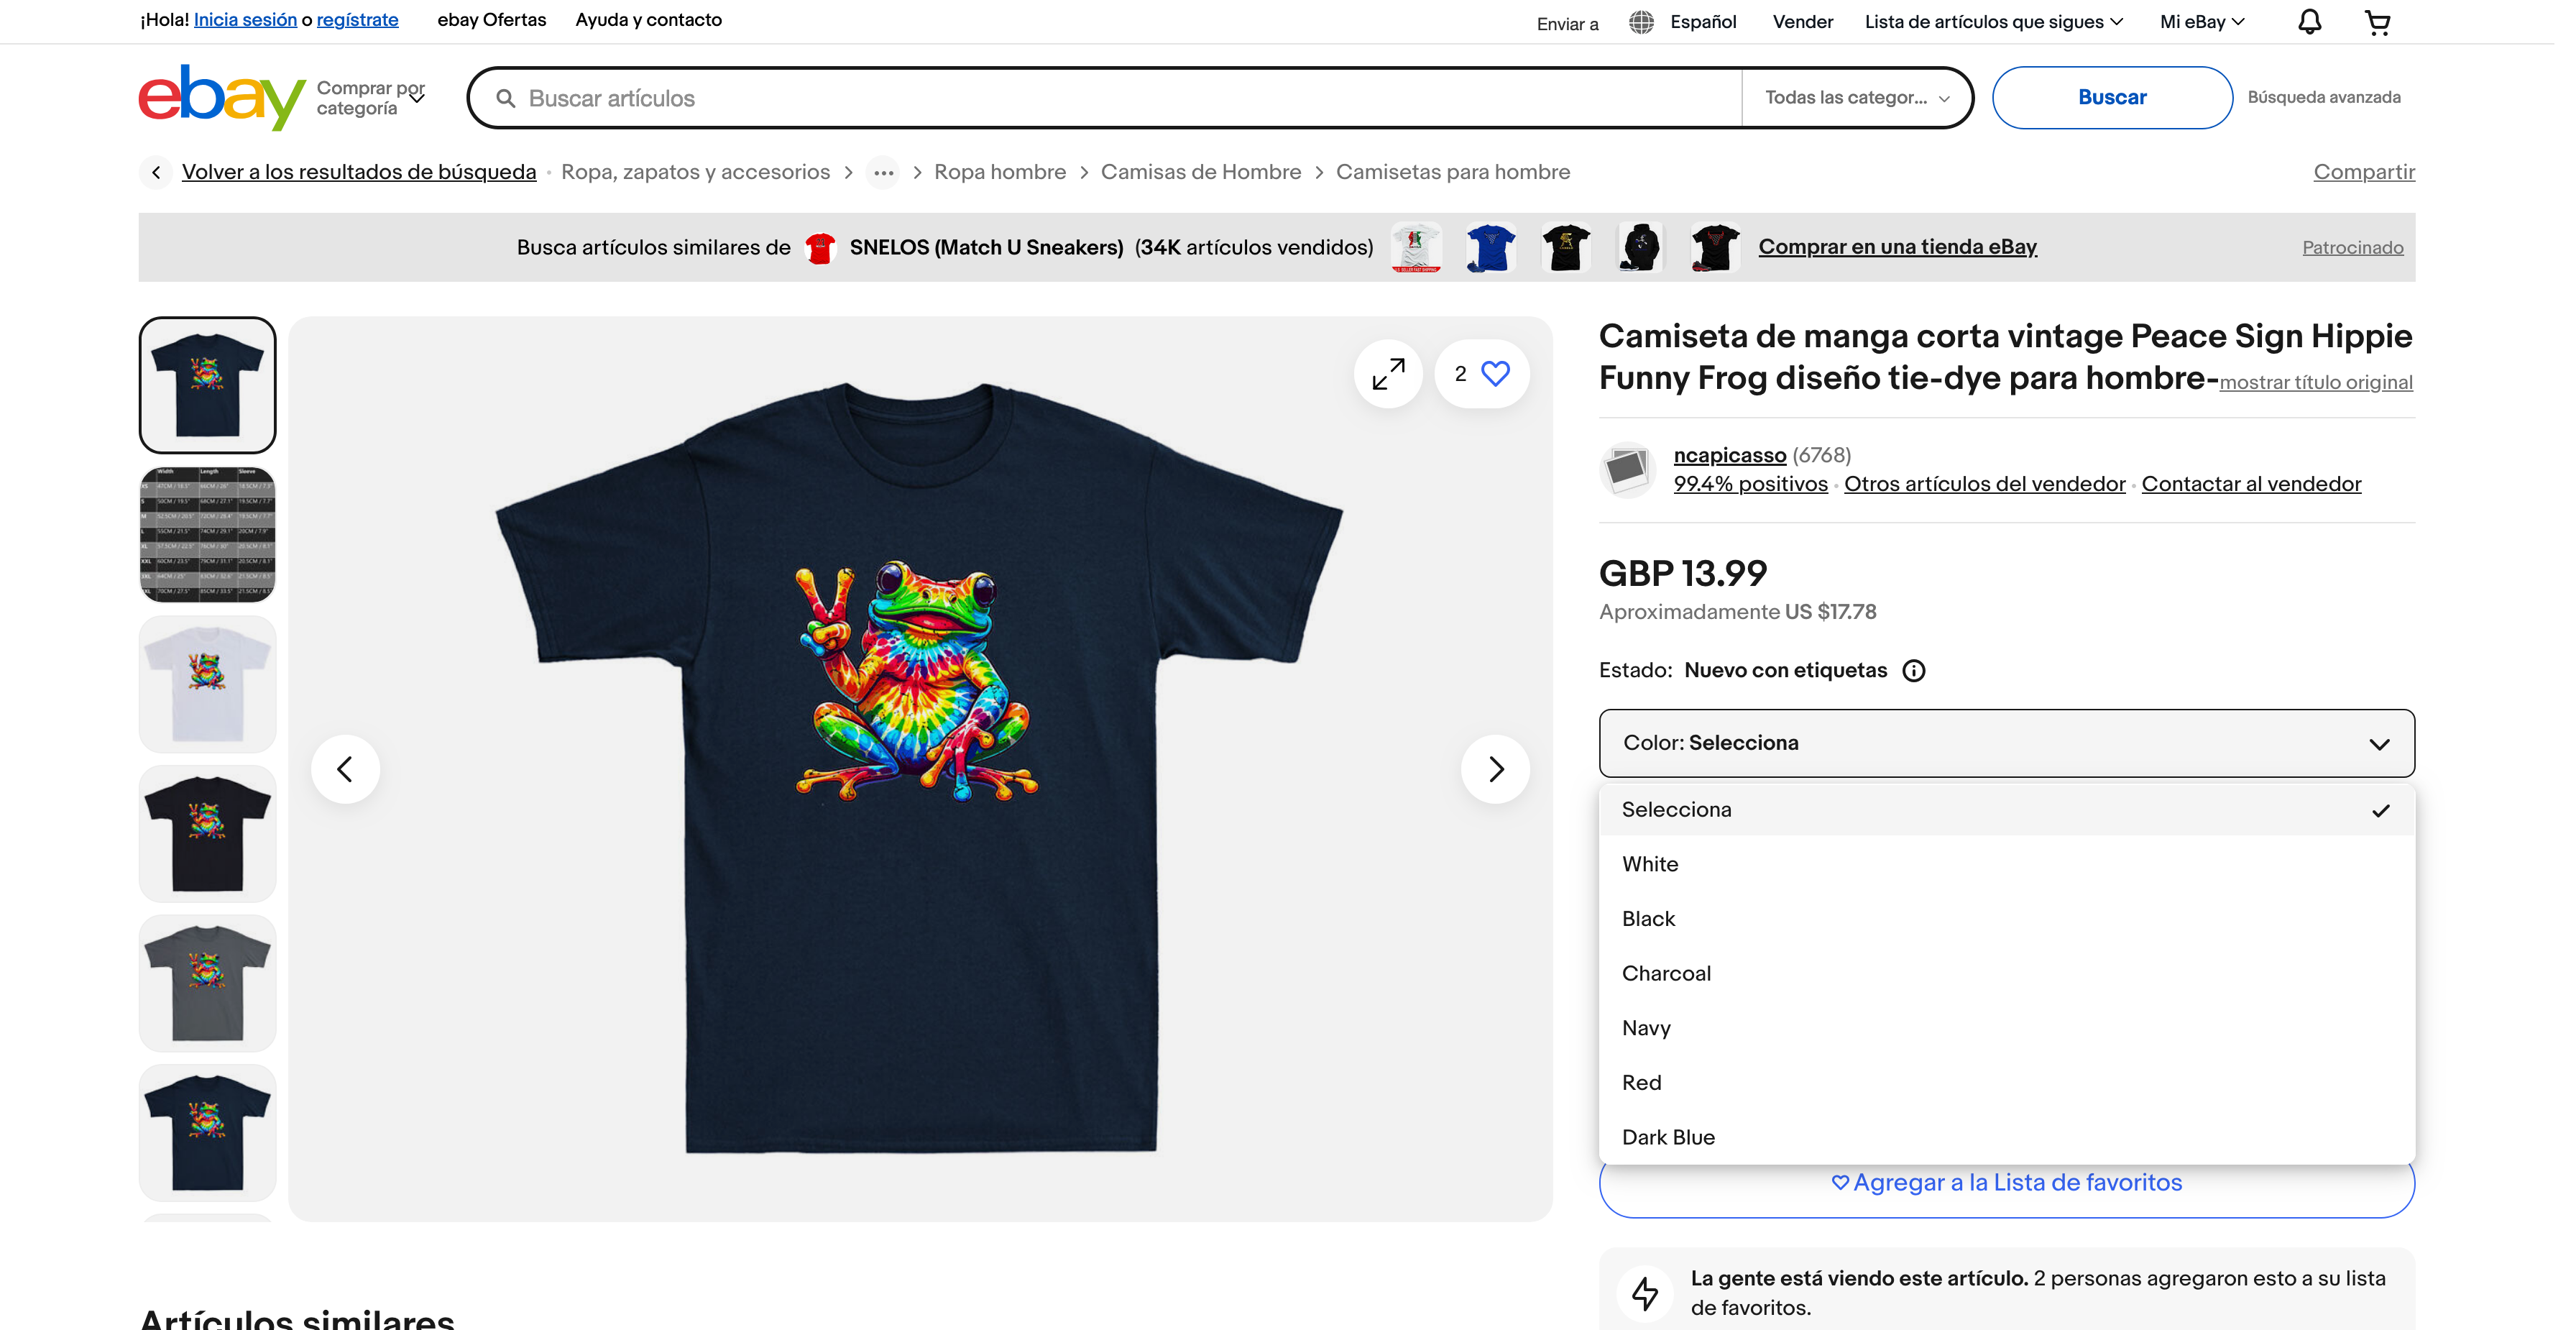 ¡Hola! Inicia sesión o regístrate
ebay Ofertas
Ayuda y contacto
Enviar a
Español
Vender
Lista de artículos que sigues
Mi eBay
ebay
Comprar por
categoría
Buscar artículos
Todas las categor...
Buscar
Búsqueda avanzada
Volver a los resultados de búsqueda
Ropa, zapatos y accesorios
Ropa hombre
Camisas de Hombre
Camisetas para hombre
Compartir
Busca artículos similares de SNELOS (Match U Sneakers) (34K artículos vendidos)
Comprar en una tienda eBay
Patrocinado
Camiseta de manga corta vintage Peace Sign Hippie
Funny Frog diseño tie-dye para hombre-mostrar título original
ncapicasso (6768)
99.4% positivos
Otros artículos del vendedor
Contactar al vendedor
GBP 13.99
Aproximadamente US $17.78
Estado: Nuevo con etiquetas
Color: Selecciona
Selecciona
White
Black
Charcoal
Navy
Red
Dark Blue
Agregar a la Lista de favoritos
La gente está viendo este artículo. 2 personas agregaron esto a su lista
de favoritos.
2
Width Length Sleeve
Artículos similares